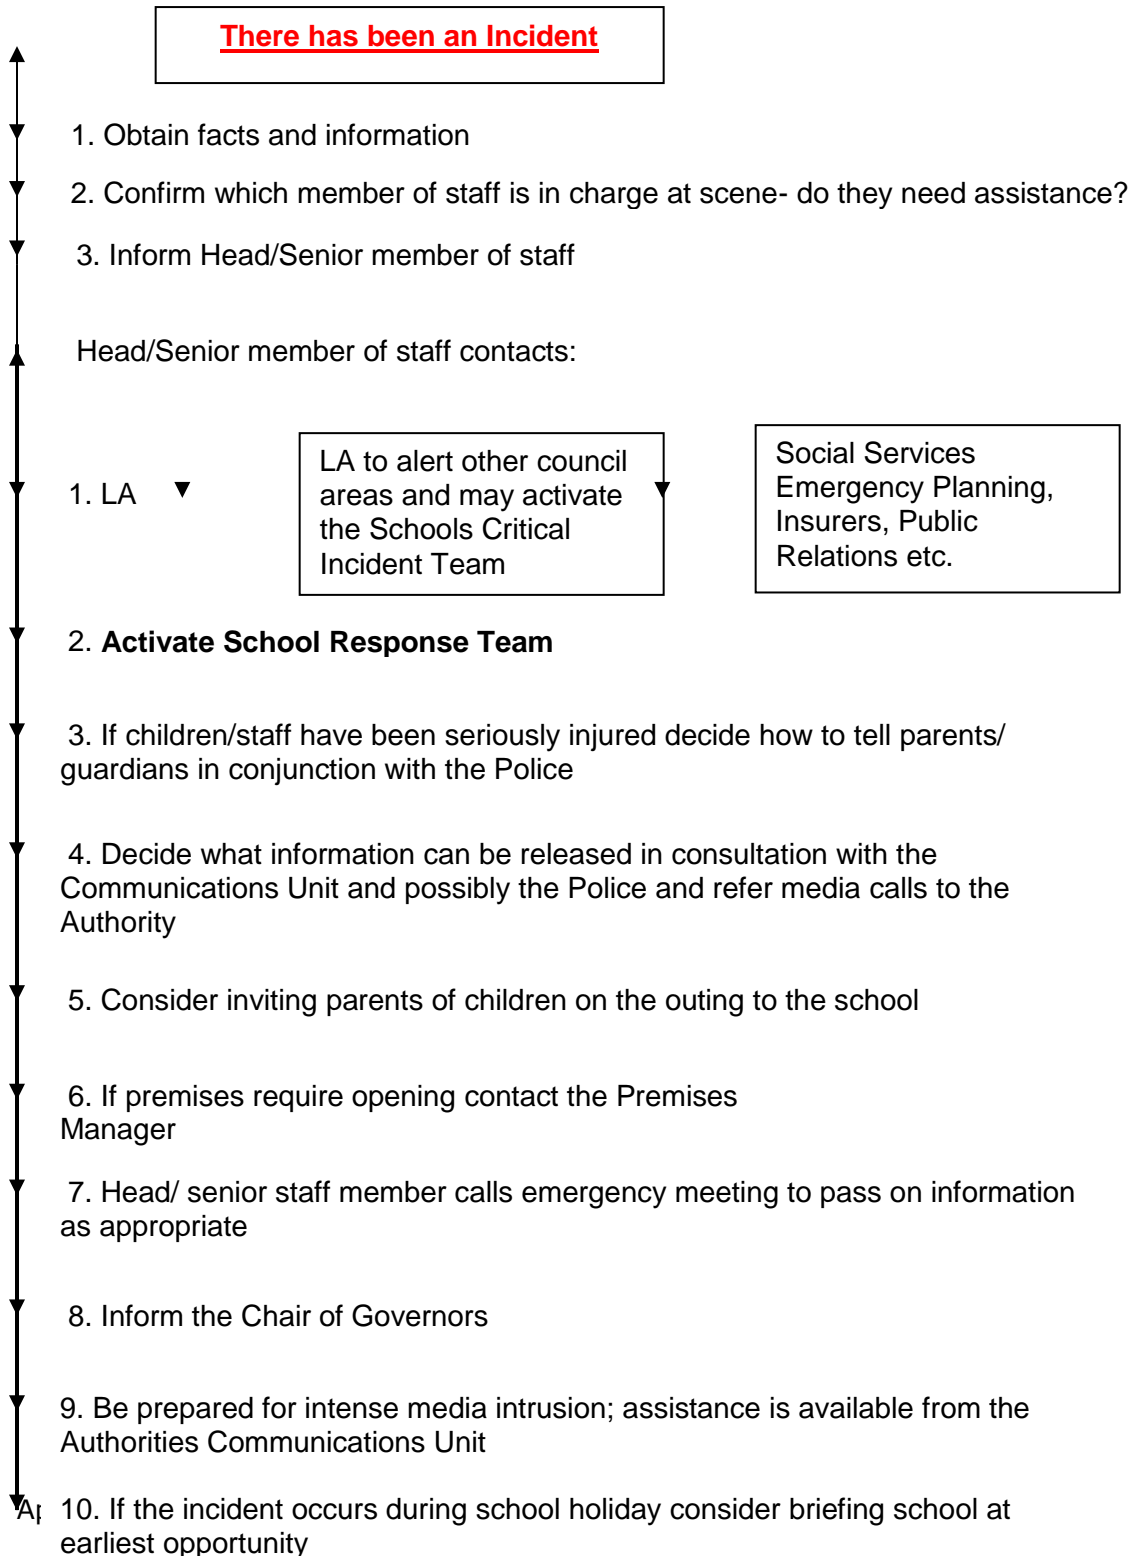 There has been an Incident
1. Obtain facts and information
2. Confirm which member of staff is in charge at scene- do they need assistance?
3. Inform Head/Senior member of staff
Head/Senior member of staff contacts:
1. LA
LA to alert other council
areas and may activate
the Schools Critical
Incident Team
Social Services
Emergency Planning,
Insurers, Public
Relations etc.
2. Activate School Response Team
3. If children/staff have been seriously injured decide how to tell parents/
guardians in conjunction with the Police
4. Decide what information can be released in consultation with the
Communications Unit and possibly the Police and refer media calls to the
Authority
5. Consider inviting parents of children on the outing to the school
6. If premises require opening contact the Premises
Manager
7. Head/ senior staff member calls emergency meeting to pass on information
as appropriate
8. Inform the Chair of Governors
9. Be prepared for intense media intrusion; assistance is available from the
Authorities Communications Unit
10. If the incident occurs during school holiday consider briefing school at
earliest opportunity